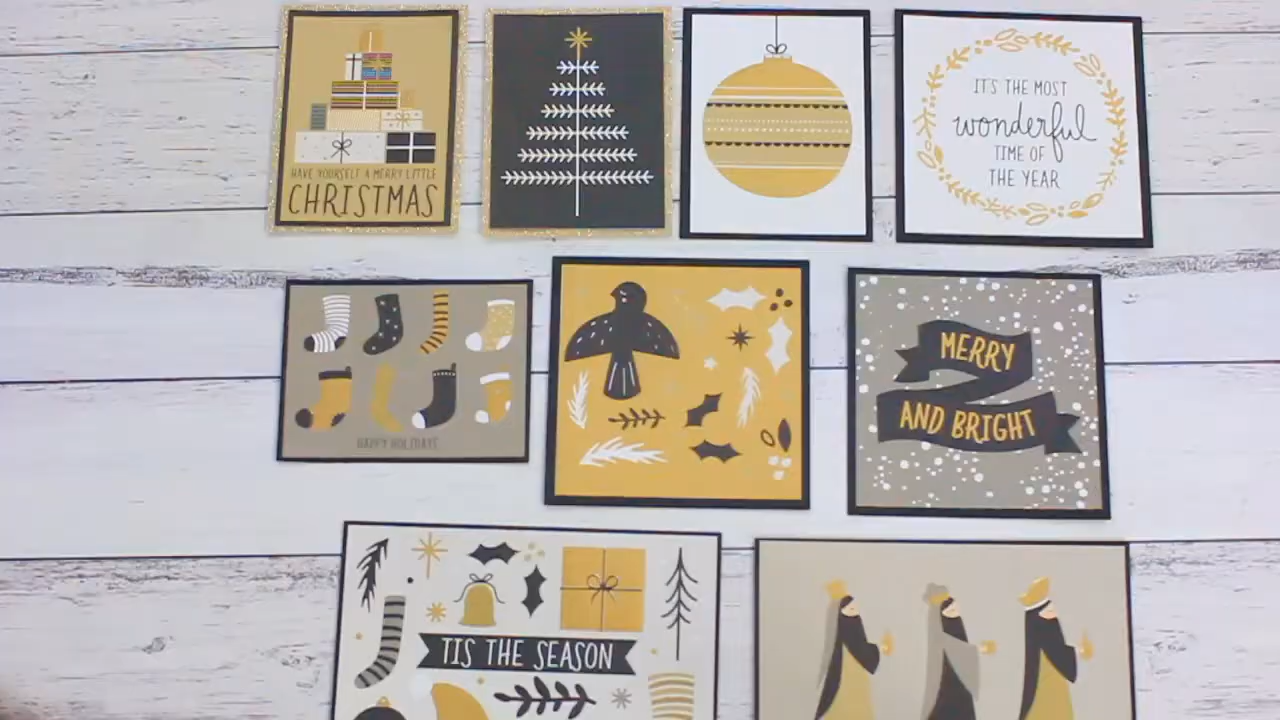 HAVE YOURSELF A MERRY LITTLE
CHRISTMAS
IT'S THE MOST
wonderful
TIME OF
THE YEAR
HAPPY HOLIDAYS
MERRY
AND BRIGHT
'TIS THE SEASON